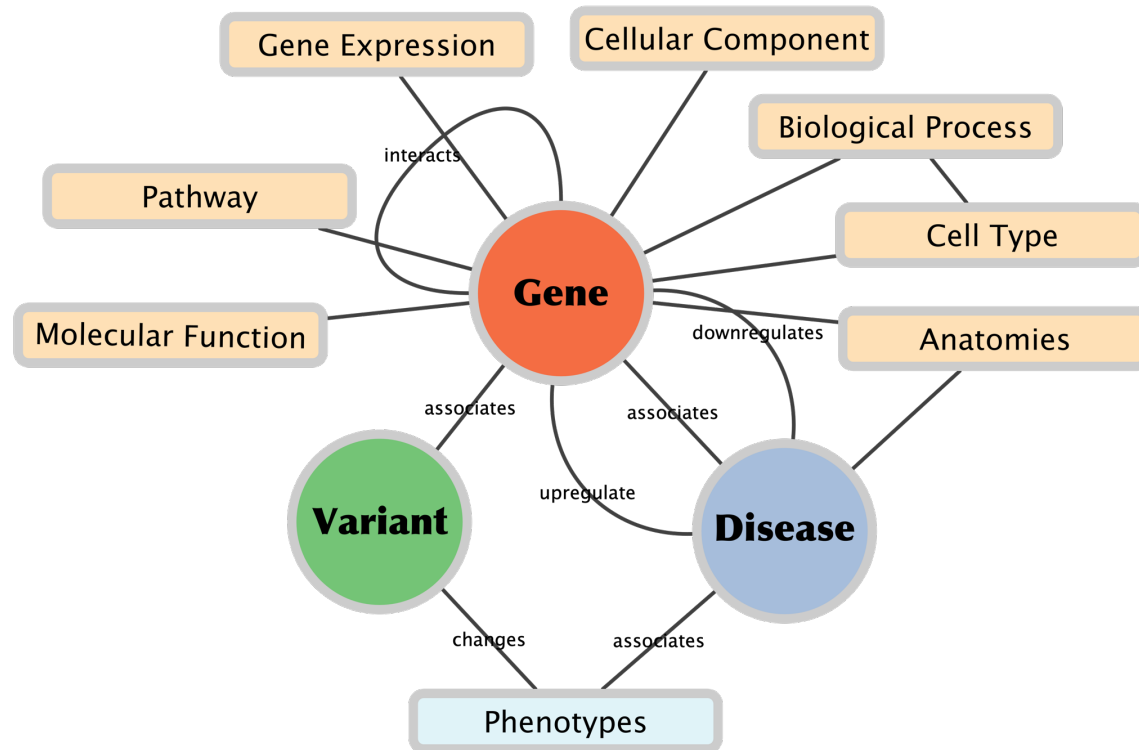 Gene Expression
Cellular Component
Biological Process
interacts
Pathway
Cell Type
Gene
downregulates
Molecular Function
Anatomies
associates
associates
upregulate
Variant
Disease
changes
associates
Phenotypes